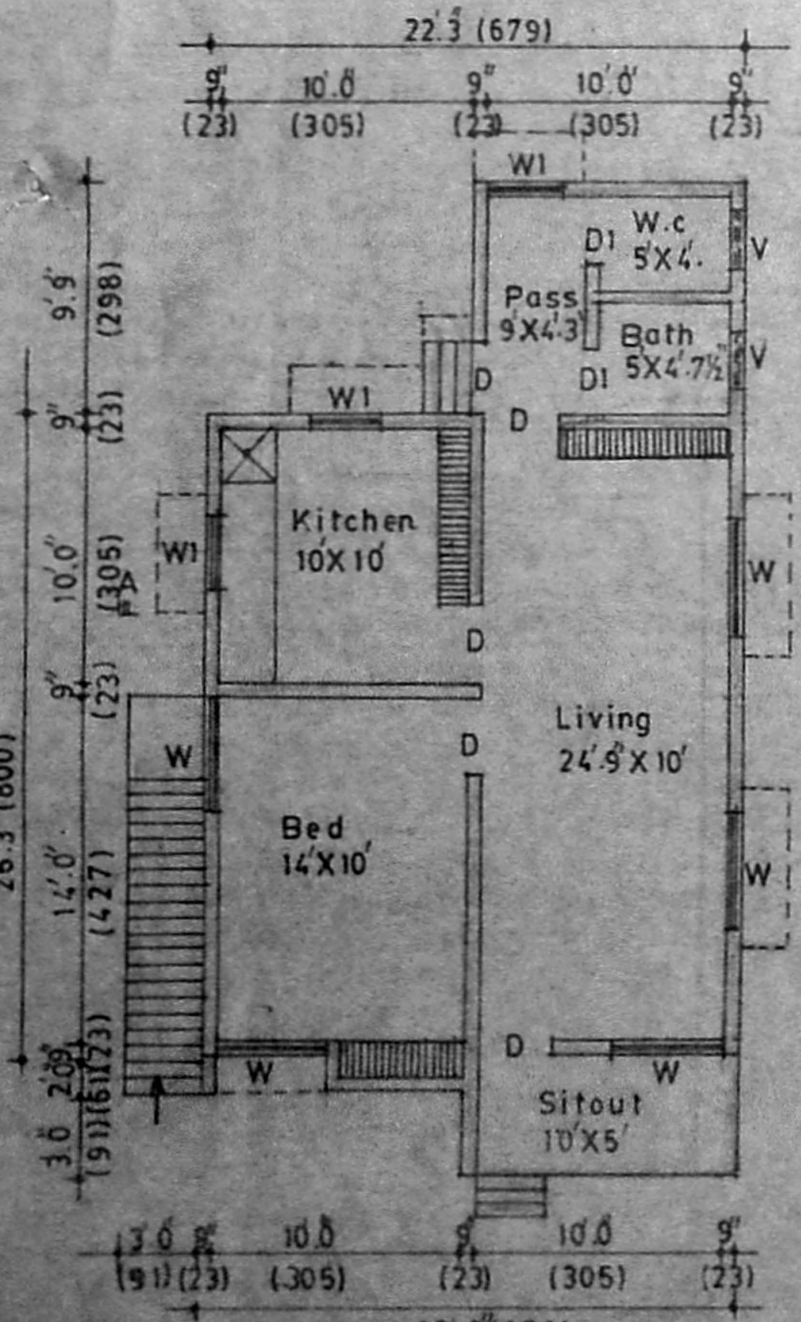 22'.3" (679)
9" 10'.0" 9" 10'.0" 9"
(23) (305) (23) (305) (23)
W1
W.c
5'X4'.
D1
V
Pass
9'X4'.3"
Bath
5'X4'.7½"
D1
V
D
D
W1
Kitchen
10'X10'
W1
W
D
Living
24'.9"X10'
D
W
Bed
14'X10'
W
D
W
W
Sitout
10'X5'
9'.9"
(298)
9"
(23)
10'.0"
(305)
A
9"
(23)
14'.0"
(427)
26.3 (800)
(23)
2'.0
9"
(61)
3.0
(91)
3'.0" 9" 10'.0" 9" 10'.0" 9"
(91) (23) (305) (23) (305) (23)